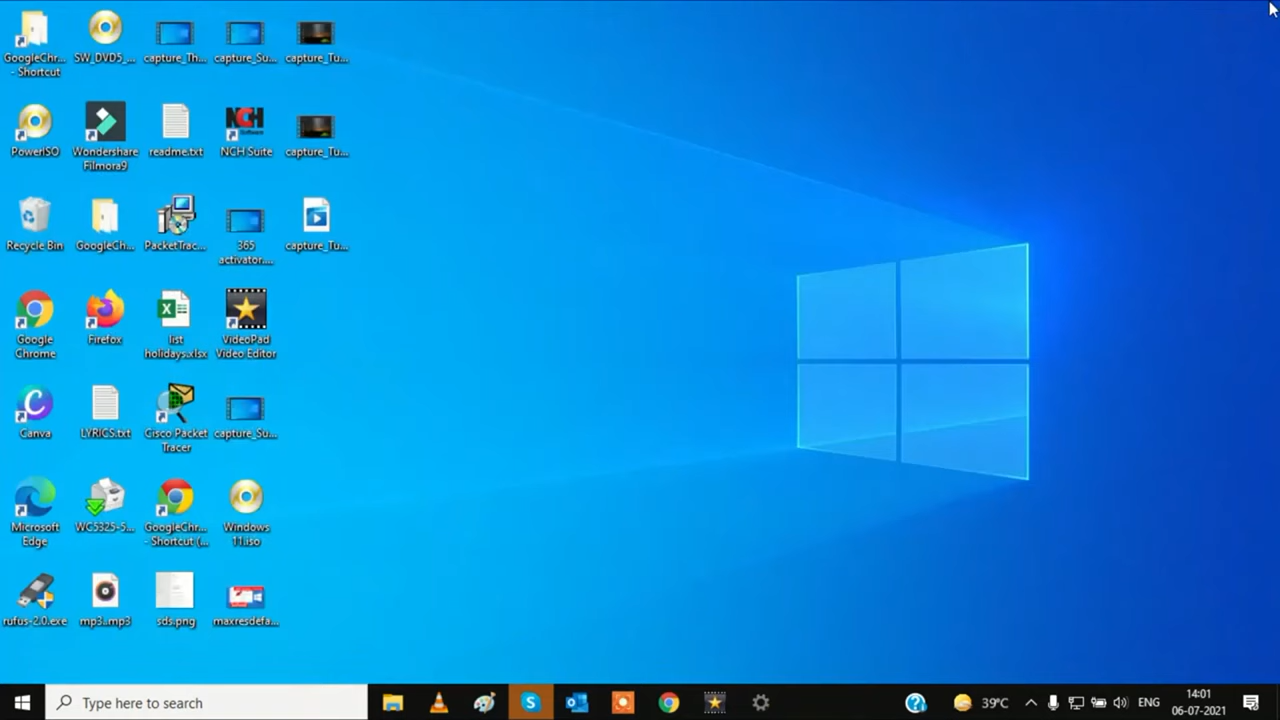 GoogleChr...
- Shortcut
SW_DVD5_...
capture_Th...
capture_Su...
capture_Tu...
PowerISO
Wondershare
Filmora9
readme.txt
NCH
Software
NCH Suite
capture_Tu...
Recycle Bin
GoogleChr...
PacketTrac...
365
activator....
capture_Tu...
Google
Chrome
Firefox
list
holidays.xlsx
VideoPad
Video Editor
Canva
LYRICS.txt
Cisco Packet
Tracer
capture_Su...
Microsoft
Edge
WC5325-S...
GoogleChr...
- Shortcut (...
Windows
11.iso
rufus-2.0.exe
mp3..mp3
sds.png
maxresdefa...
Type here to search
39°C
ENG
14:01
06-07-2021